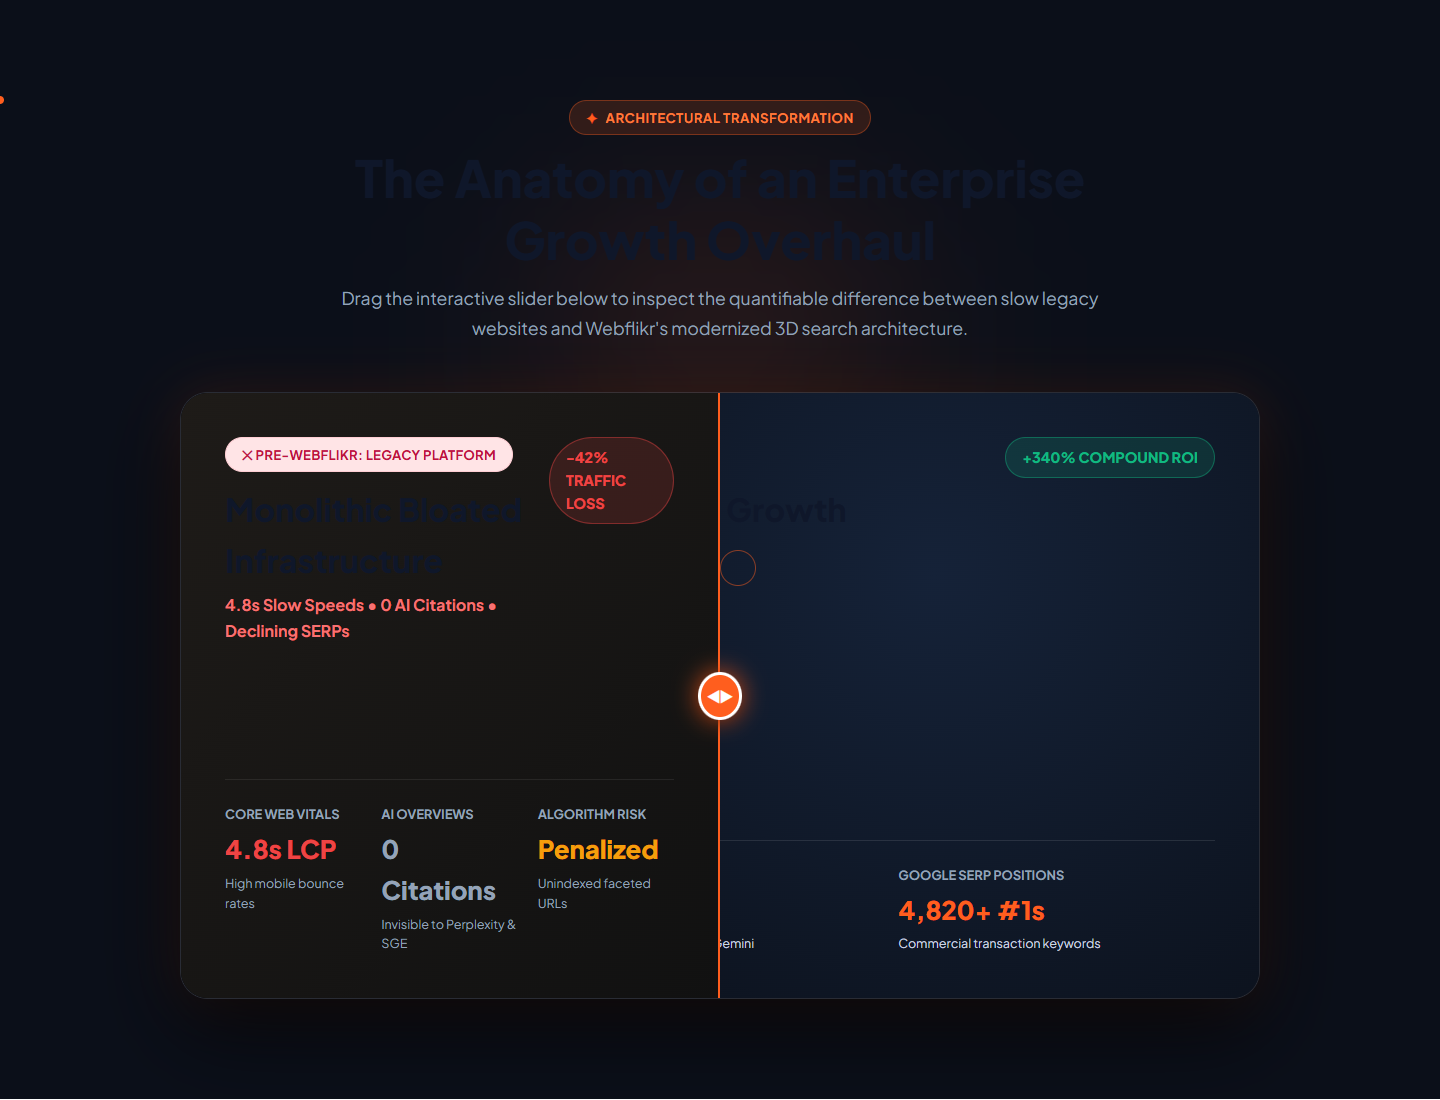 ✦ ARCHITECTURAL TRANSFORMATION
The Anatomy of an Enterprise
Growth Overhaul
Drag the interactive slider below to inspect the quantifiable difference between slow legacy
websites and Webflikr's modernized 3D search architecture.
✕ PRE-WEBFLIKR: LEGACY PLATFORM
-42%
TRAFFIC
LOSS
Monolithic Bloated
Infrastructure
4.8s Slow Speeds • 0 AI Citations •
Declining SERPs
CORE WEB VITALS
4.8s LCP
High mobile bounce
rates
AI OVERVIEWS
0
Citations
Invisible to Perplexity &
SGE
ALGORITHM RISK
Penalized
Unindexed faceted
URLs
+340% COMPOUND ROI
Growth
Gemini
GOOGLE SERP POSITIONS
4,820+ #1s
Commercial transaction keywords